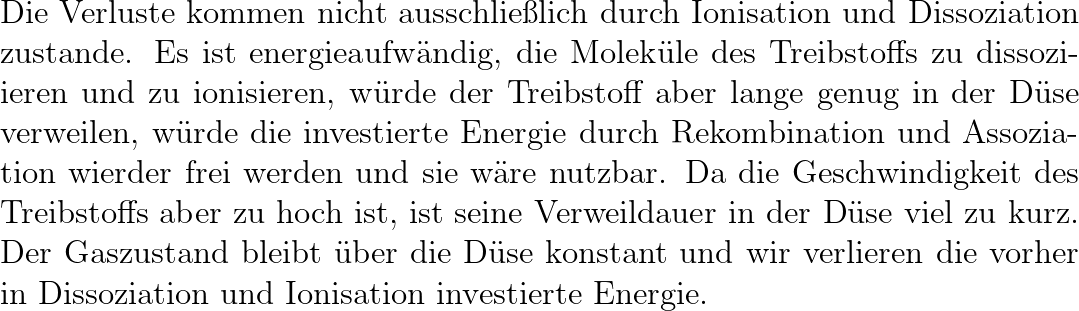 Die Verluste kommen nicht ausschließlich durch Ionisation und Dissoziation
zustande. Es ist energieaufwändig, die Moleküle des Treibstoffs zu dissozi-
ieren und zu ionisieren, würde der Treibstoff aber lange genug in der Düse
verweilen, würde die investierte Energie durch Rekombination und Assozia-
tion wierder frei werden und sie wäre nutzbar. Da die Geschwindigkeit des
Treibstoffs aber zu hoch ist, ist seine Verweildauer in der Düse viel zu kurz.
Der Gaszustand bleibt über die Düse konstant und wir verlieren die vorher
in Dissoziation und Ionisation investierte Energie.